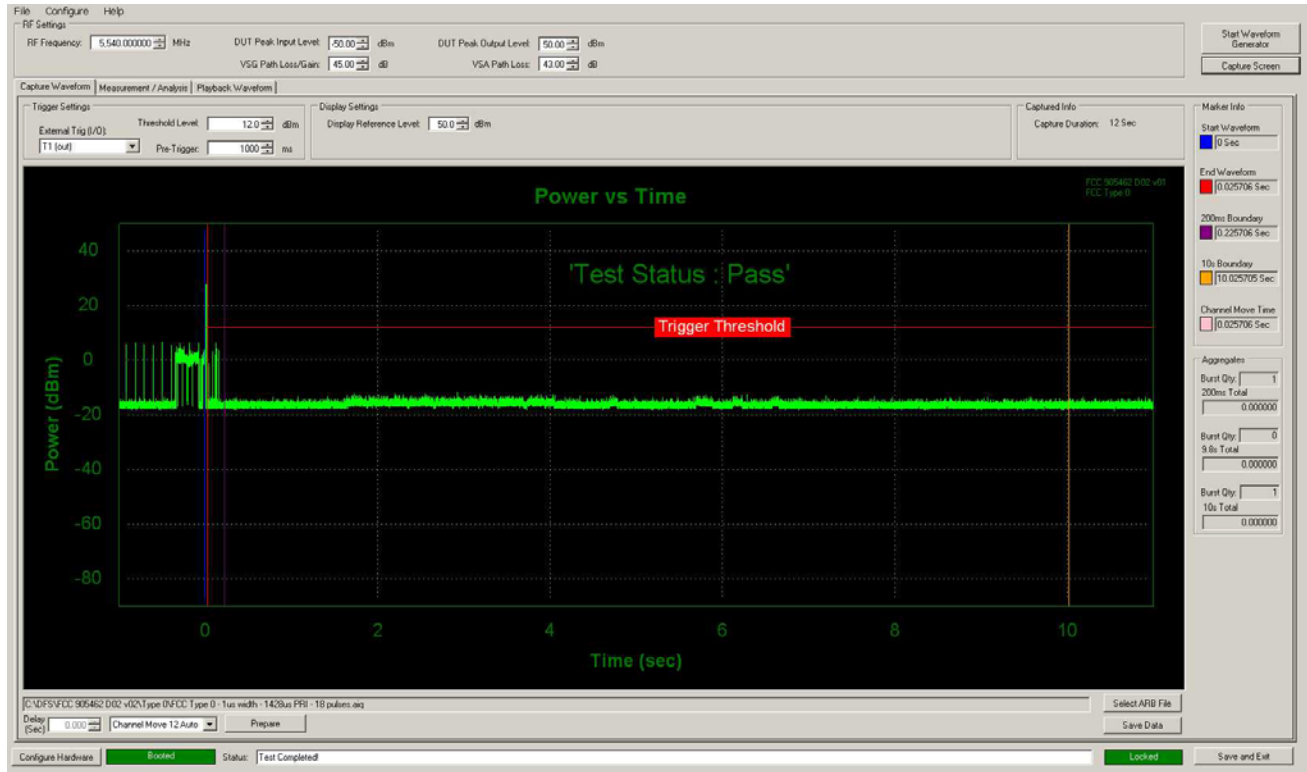 File Configure Help
RF Settings
RF Frequency: 5,540.000000 MHz DUT Peak Input Level: -50.00 dBm DUT Peak Output Level: 50.00 dBm Start Waveform Generator
VSG Path Loss/Gain: 45.00 dB VSA Path Loss: 43.00 dB Capture Screen
Capture Waveform Measurement / Analysis Playback Waveform
Trigger Settings Display Settings Captured Info Marker Info
External Trig (I/O): Threshold Level: 12.0 dBm Display Reference Level: 50.0 dBm Capture Duration: 12 Sec
T1 (out) Pre-Trigger: 1000 ms
Start Waveform
0 Sec
End Waveform
0.025706 Sec
200ms Boundary
0.225706 Sec
10s Boundary
10.025705 Sec
Channel Move Time
0.025706 Sec
Aggregates
Burst Qty: 1
200ms Total
0.000000
Burst Qty: 0
9.8s Total
0.000000
Burst Qty: 1
10s Total
0.000000
Power vs Time
FCC 905462 D02 v01
FCC Type 0
'Test Status : Pass'
Trigger Threshold
Power (dBm)
40
20
0
-20
-40
-60
-80
0 2 4 6 8 10
Time (sec)
C:\DFS\FCC 905462 D02 v02\Type 0\FCC Type 0 - 1us width - 1428us PRI - 18 pulses.aiq Select ARB File
Delay (Sec) 0.000 Channel Move 12 Auto Prepare Save Data
Configure Hardware Booted Status: Test Completed! Locked Save and Exit